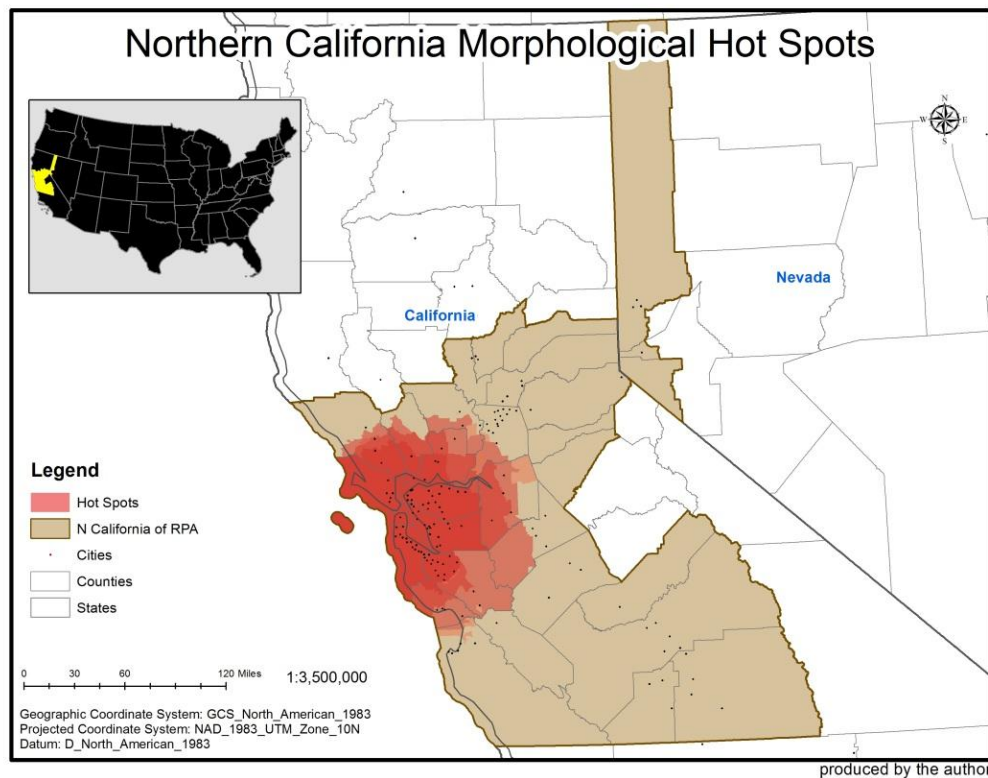 Northern California Morphological Hot Spots
N
W E
S
Nevada
California
Legend
Hot Spots
N California of RPA
Cities
Counties
States
0 30 60 120 Miles
1:3,500,000
Geographic Coordinate System: GCS_North_American_1983
Projected Coordinate System: NAD_1983_UTM_Zone_10N
Datum: D_North_American_1983
produced by the author